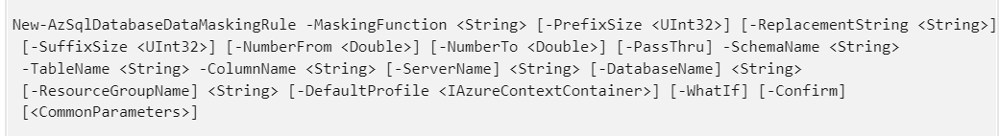 New-AzSqlDatabaseDataMaskingRule -MaskingFunction <String> [-PrefixSize <UInt32>] [-ReplacementString <String>]
[-SuffixSize <UInt32>] [-NumberFrom <Double>] [-NumberTo <Double>] [-PassThru] -SchemaName <String>
-TableName <String> -ColumnName <String> [-ServerName] <String> [-DatabaseName] <String>
[-ResourceGroupName] <String> [-DefaultProfile <IAzureContextContainer>] [-WhatIf] [-Confirm]
[<CommonParameters>]